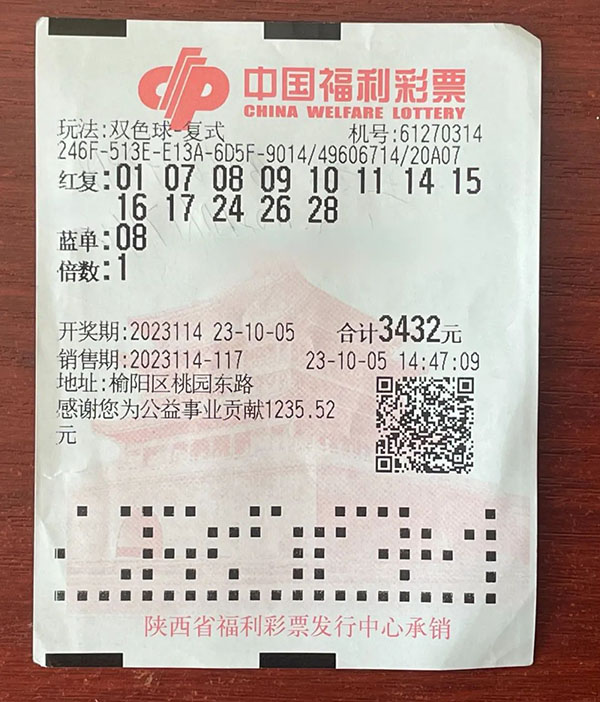 中国福利彩票
CHINA WELFARE LOTTERY
玩法:双色球-复式 机号:61270314
246F-513E-E13A-6D5F-9014/49606714/20A07
红复:01 07 08 09 10 11 14 15
16 17 24 26 28
蓝单:08
倍数:1
开奖期:2023114 23-10-05 合计3432元
销售期:2023114-117 23-10-05 14:47:09
地址:榆阳区桃园东路
感谢您为公益事业贡献1235.52
元
陕西省福利彩票发行中心承销